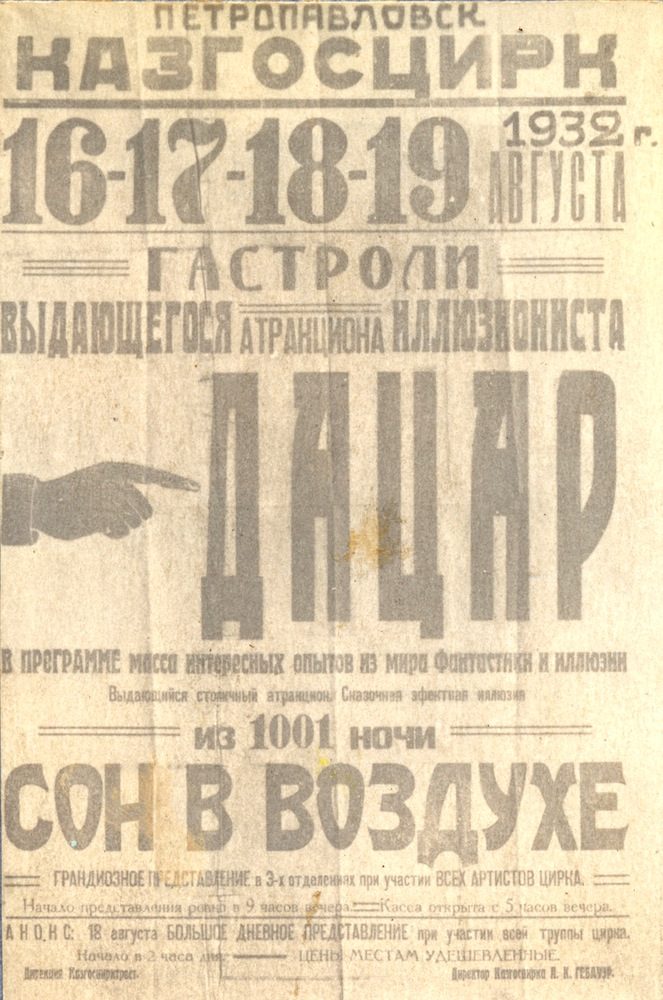 ПЕТРОПАВЛОВСК
КАЗГОСЦИРК
16-17-18-19 1932 г. АВГУСТА
ГАСТРОЛИ
ВЫДАЮЩЕГОСЯ АТРАКЦИОНА ИЛЛЮЗИОНИСТА
ДАЦАР
В ПРОГРАММЕ масса интересных опытов из мира Фантастики и иллюзии
Выдающийся столичный атракцион. Сказочная эфектная иллюзия
из 1001 ночи
СОН В ВОЗДУХЕ
ГРАНДИОЗНОЕ ПРЕДСТАВЛЕНИЕ в 3-х отделениях при участии ВСЕХ АРТИСТОВ ЦИРКА.
Начало представления ровно в 9 часов вечера. Касса открыта с 5 часов вечера.
АНОНС: 18 августа БОЛЬШОЕ ДНЕВНОЕ ПРЕДСТАВЛЕНИЕ при участии всей труппы цирка.
Начало в 2 часа дня. ЦЕНЫ МЕСТАМ УДЕШЕВЛЕННЫЕ.
Дирекция Казгосцирктрест. Директор Казгосцирка Л. К. ГЕБАУЭР.